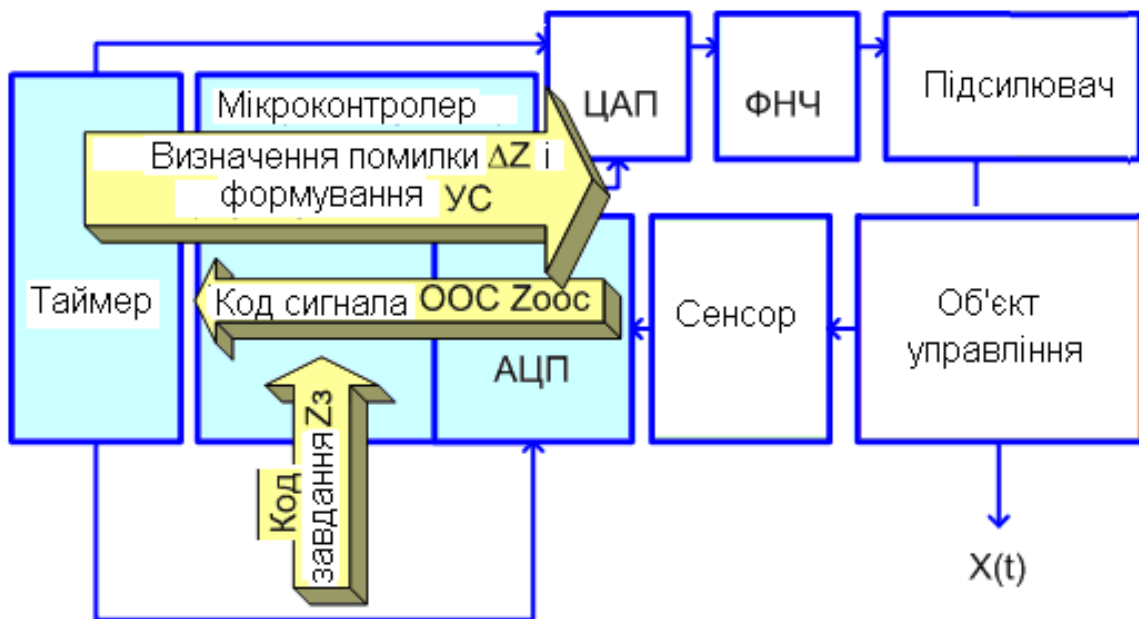 ЦАП
ФНЧ
Підсилювач
Мікроконтролер
Визначення помилки ΔZ і
формування УС
Таймер
Код сигнала ООС Zоос
АЦП
Сенсор
Об'єкт
управління
Код
завдання Zз
X(t)